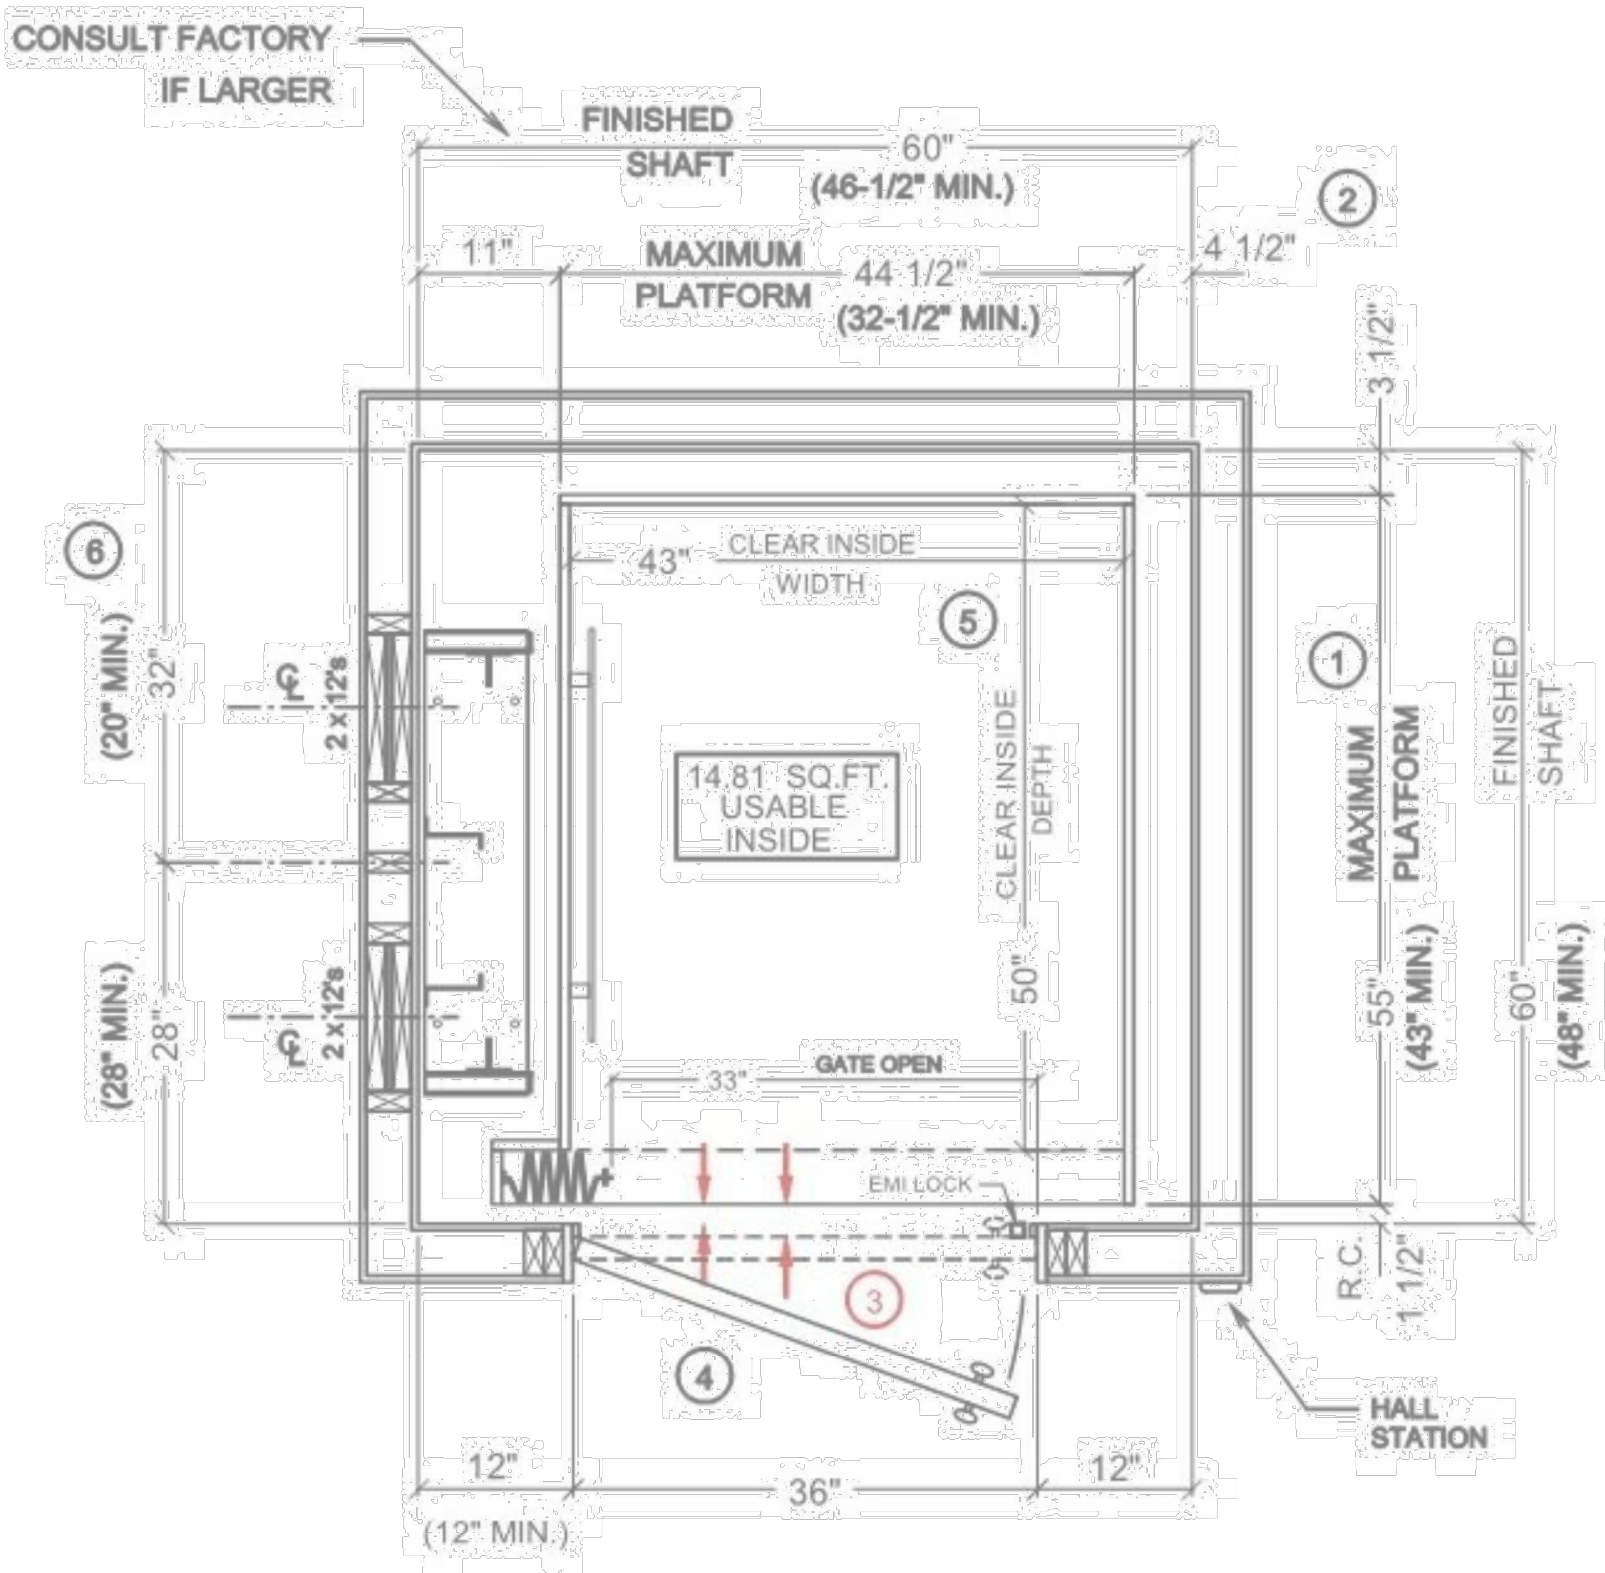 CONSULT FACTORY
IF LARGER
FINISHED
SHAFT
60"
(46-1/2" MIN.)
2
11"
MAXIMUM
PLATFORM
44 1/2"
(32-1/2" MIN.)
4 1/2"
3 1/2"
6
43"
CLEAR INSIDE
WIDTH
5
1
(20" MIN.)
32"
℄
2 x 12's
14.81 SQ.FT.
USABLE
INSIDE
CLEAR INSIDE
DEPTH
50"
MAXIMUM
PLATFORM
55"
(43" MIN.)
FINISHED
SHAFT
60"
(48" MIN.)
(28" MIN.)
28"
℄
2 x 12's
GATE OPEN
33"
EMI LOCK
3
4
R.C.
1 1/2"
HALL
STATION
12"
(12" MIN.)
36"
12"